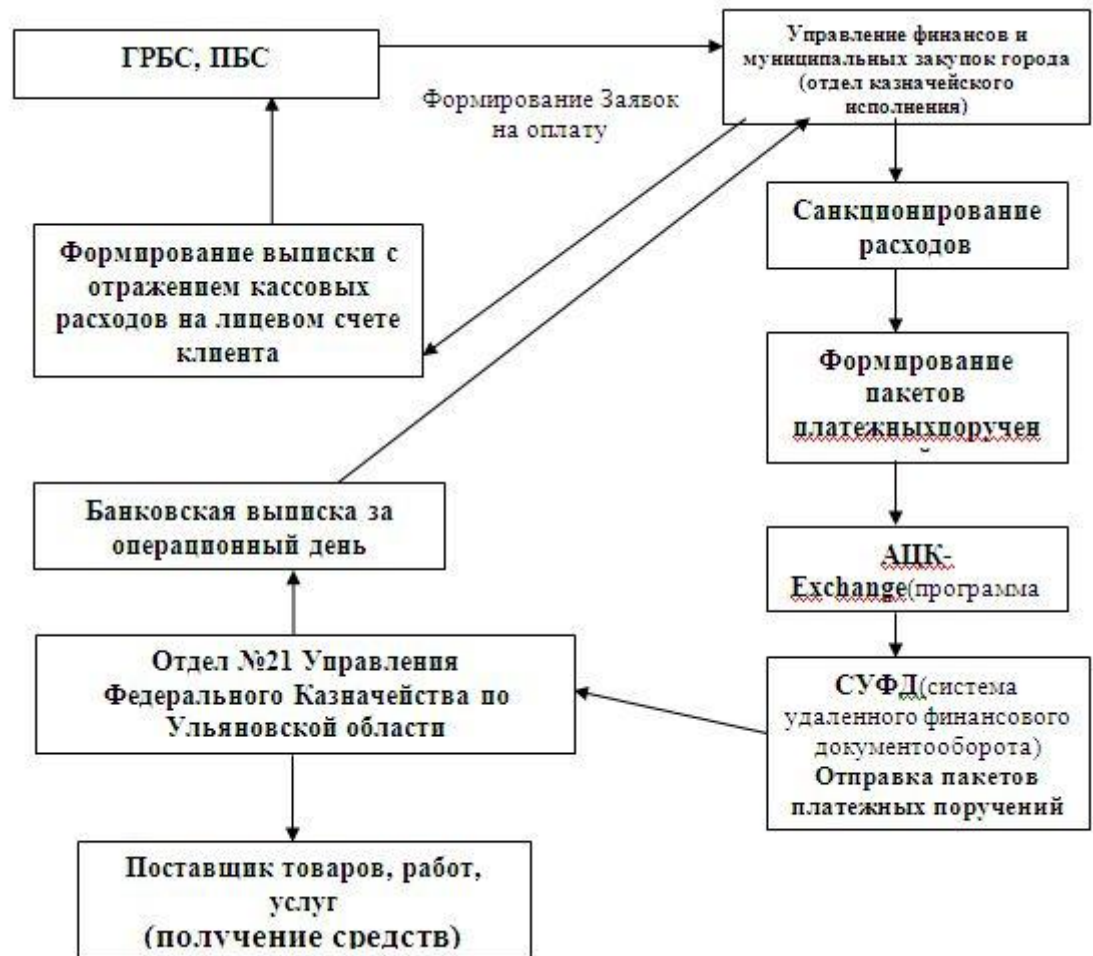 ГРБС, ПБС
Управление финансов и
муниципальных закупок города
(отдел казначейского
исполнения)
Формирование Заявок
на оплату
Санкционирование
расходов
Формирование выписки с
отражением кассовых
расходов на лицевом счете
клиента
Формирование
пакетов
платежныхпоручен
Банковская выписка за
операционный день
АЦК-
Exchange(программа
Отдел №21 Управления
Федерального Казначейства по
Ульяновской области
СУФД(система
удаленного финансового
документооборота)
Отправка пакетов
платежных поручений
Поставщик товаров, работ,
услуг
(получение средств)